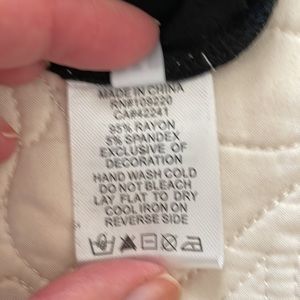 MADE IN CHINA
RN#109220
CA#42241
95% RAYON
5% SPANDEX
EXCLUSIVE OF
DECORATION
HAND WASH COLD
DO NOT BLEACH
LAY FLAT TO DRY
COOL IRON ON
REVERSE SIDE